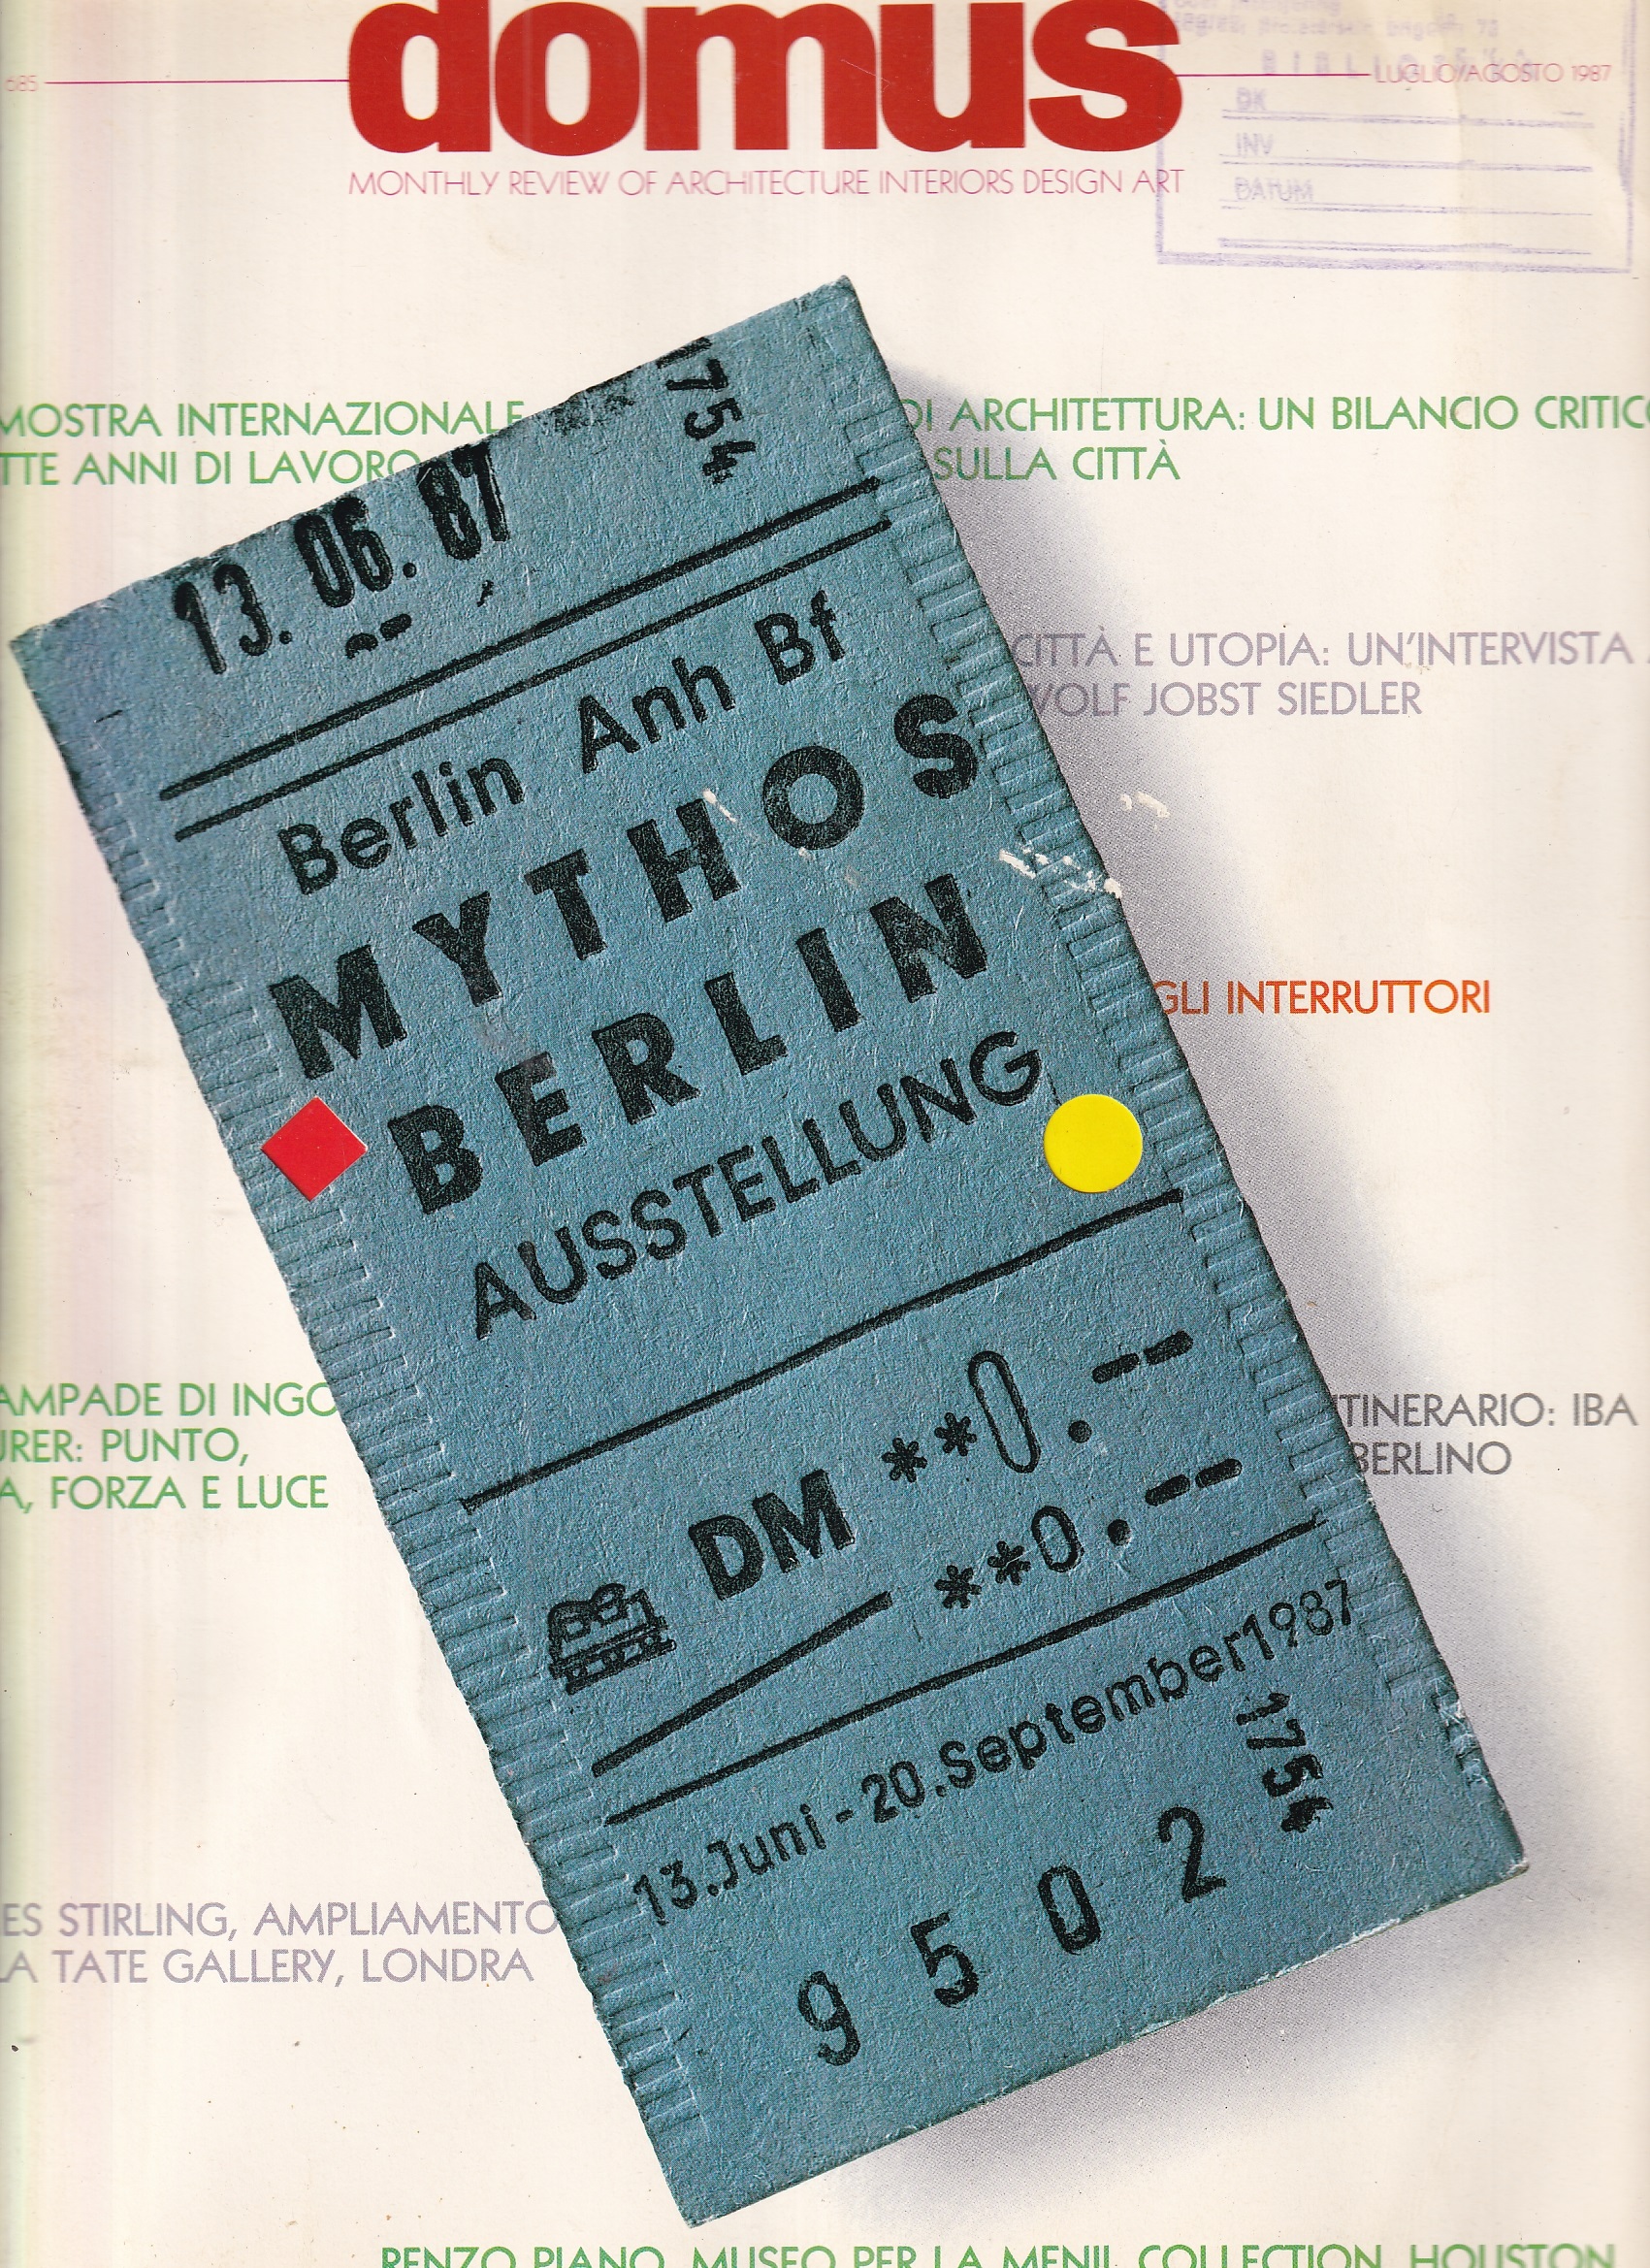 domus
685
LUGLIO/AGOSTO 1987
MONTHLY REVIEW OF ARCHITECTURE INTERIORS DESIGN ART
BIBLIOTEKA
INV
DATUM
MOSTRA INTERNAZIONALE DI ARCHITETTURA: UN BILANCIO CRITICO
TTE ANNI DI LAVORO SULLA CITTÀ
CITTÀ E UTOPIA: UN'INTERVISTA A
WOLF JOBST SIEDLER
GLI INTERRUTTORI
AMPADE DI INGO
URER: PUNTO,
A, FORZA E LUCE
ITINERARIO: IBA
BERLINO
ES STIRLING, AMPLIAMENTO
LA TATE GALLERY, LONDRA
RENZO PIANO, MUSEO PER LA MENIL COLLECTION, HOUSTON
1754
13. 06. 87
Berlin Anh Bf
MYTHOS
BERLIN
AUSSTELLUNG
DM **0.--
**0.--
13.Juni-20.September1987
1754
9502